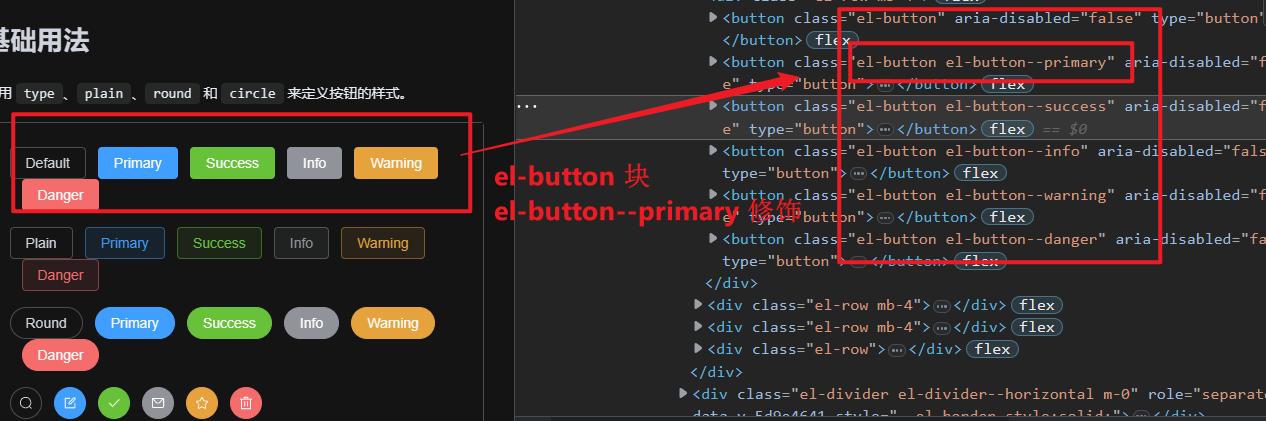 基础用法
用 type 、 plain 、 round 和 circle 来定义按钮的样式。
Default Primary Success Info Warning
Danger
Plain Primary Success Info Warning
Danger
Round Primary Success Info Warning
Danger
el-button 块
el-button--primary 修饰
<button class="el-button" aria-disabled="false" type="button"
</button> flex
<button class="el-button el-button--primary" aria-disabled="f
e" type="button"> ⋯ </button> flex
<button class="el-button el-button--success" aria-disabled="f
e" type="button"> ⋯ </button> flex == $0
<button class="el-button el-button--info" aria-disabled="fals
type="button"> ⋯ </button> flex
<button class="el-button el-button--warning" aria-disabled="f
e" type="button"> ⋯ </button> flex
<button class="el-button el-button--danger" aria-disabled="fa
type="button"> ⋯ </button> flex
</div>
<div class="el-row mb-4"> ⋯ </div> flex
<div class="el-row mb-4"> ⋯ </div> flex
<div class="el-row"> ⋯ </div> flex
</div>
<div class="el-divider el-divider--horizontal m-0" role="separat